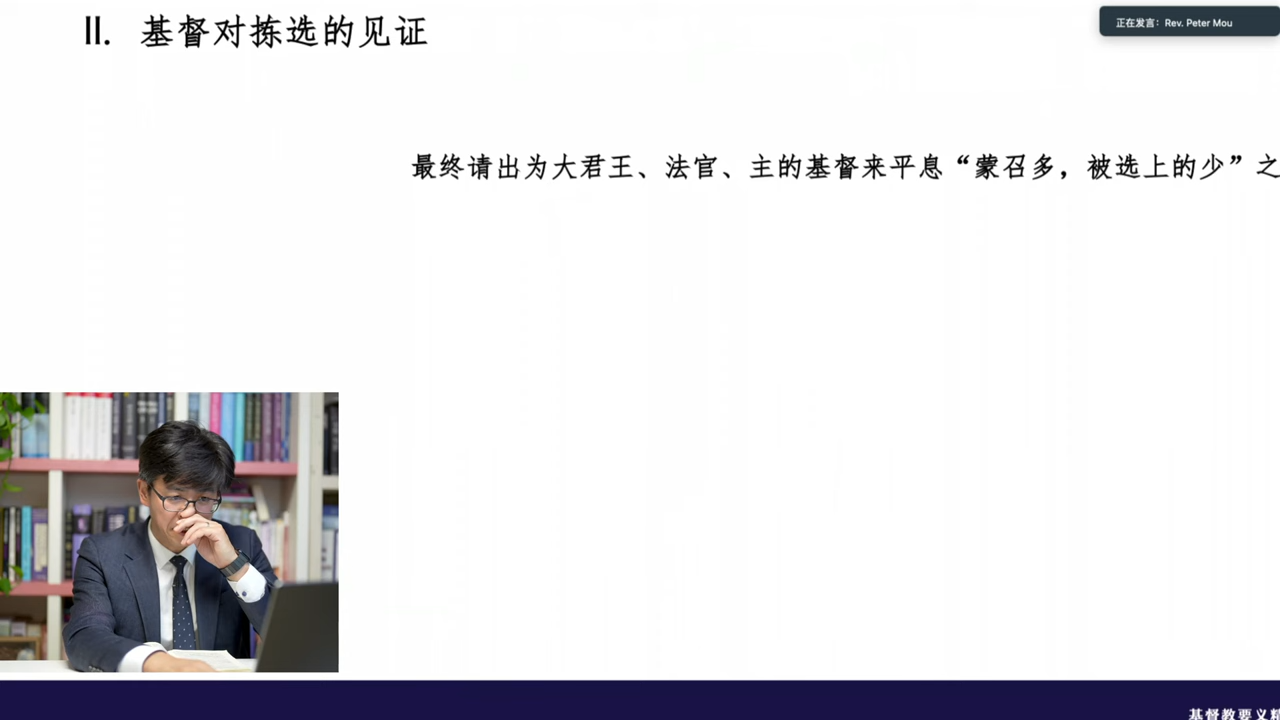 II. 基督对拣选的见证
正在发言: Rev. Peter Mou
最终请出为大君王、法官、主的基督来平息“蒙召多，被选上的少”之
基督教要义精